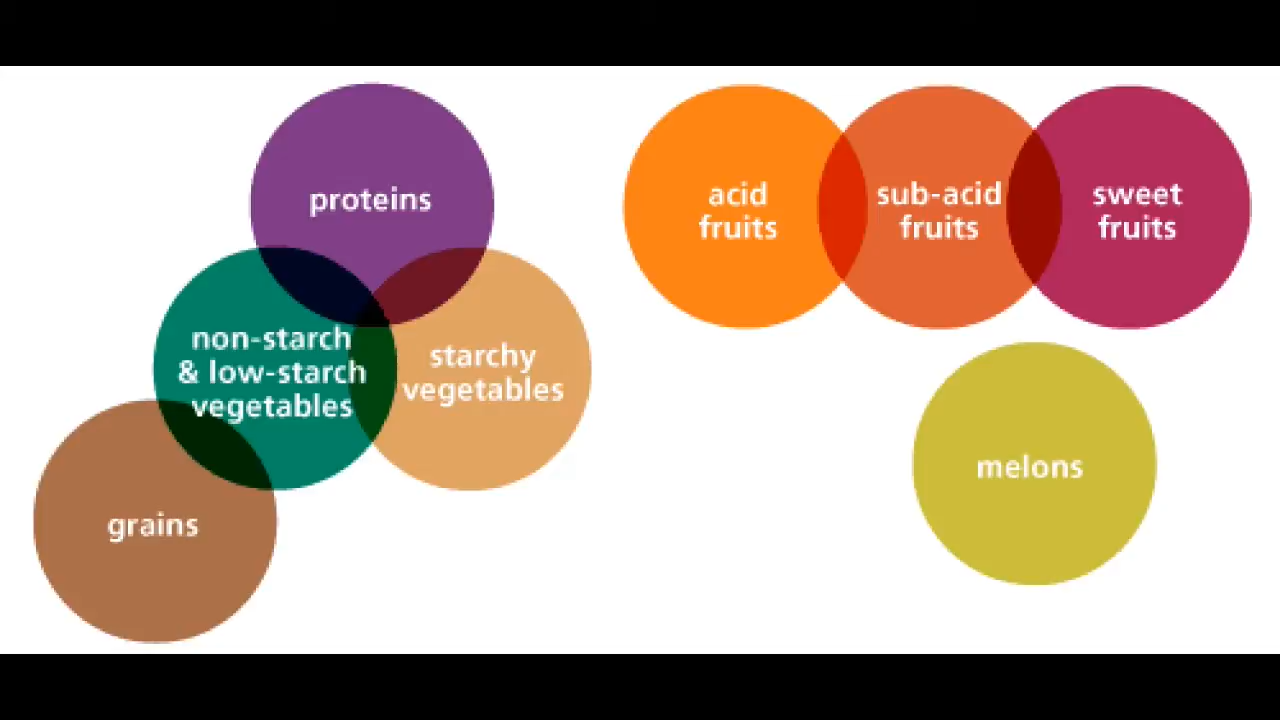 proteins
non-starch
& low-starch
vegetables
starchy
vegetables
grains
acid
fruits
sub-acid
fruits
sweet
fruits
melons